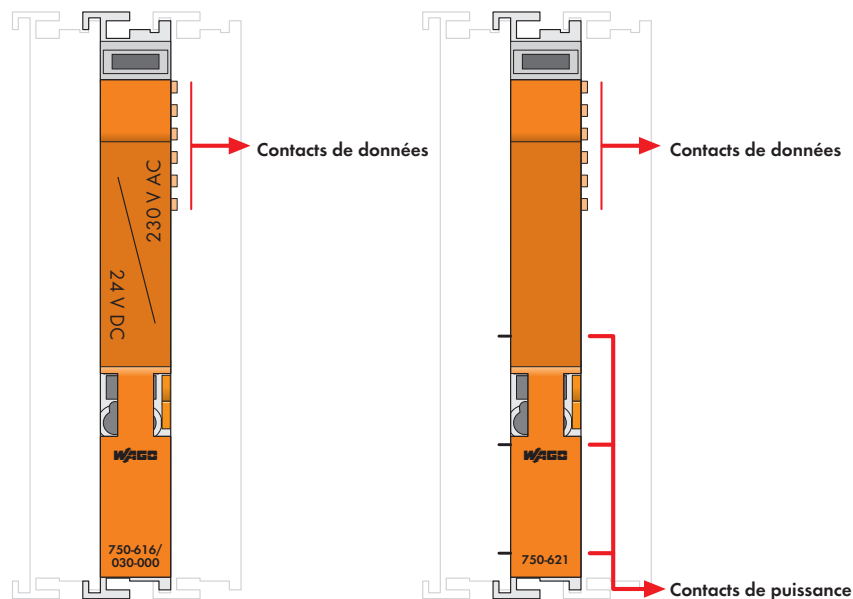 Contacts de données
230 V AC
24 V DC
WAGO
750-616/
030-000
Contacts de données
WAGO
750-621
Contacts de puissance